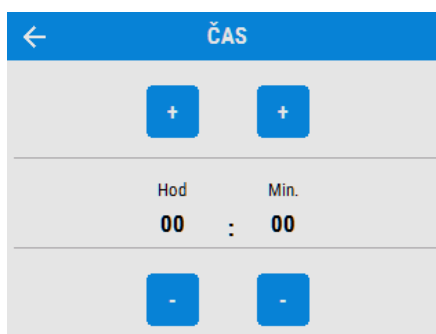 ČAS
+ +
Hod Min.
00 : 00
- -